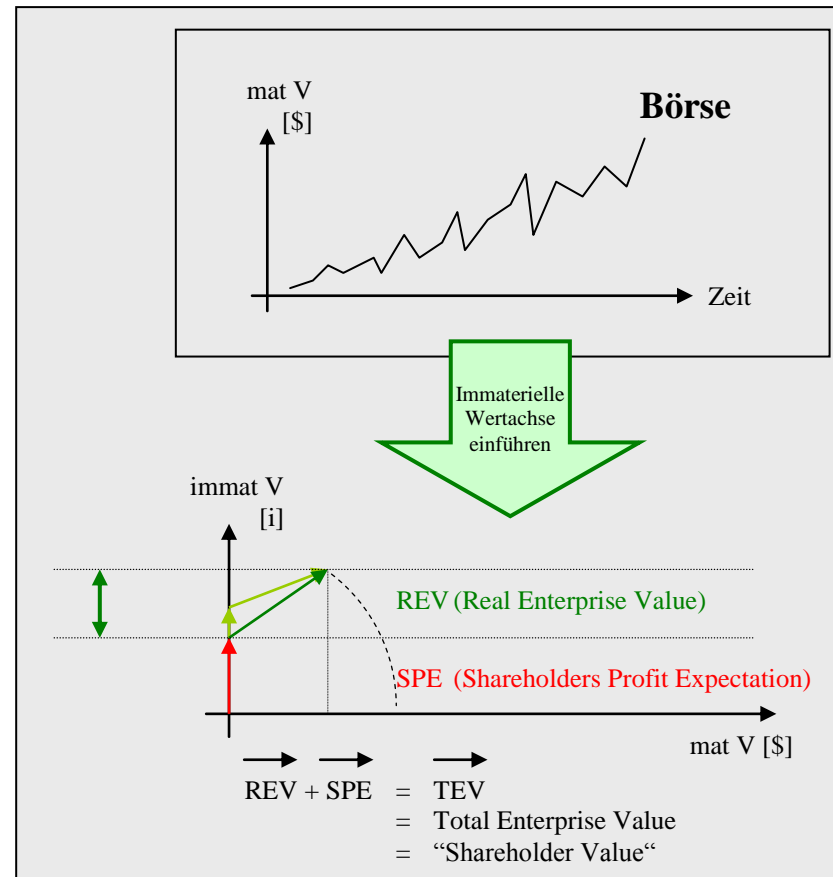 mat V
[$]
Börse
Zeit
Immaterielle
Wertachse
einführen
immat V
[i]
REV (Real Enterprise Value)
SPE (Shareholders Profit Expectation)
mat V [$]
REV + SPE = TEV
= Total Enterprise Value
= “Shareholder Value“